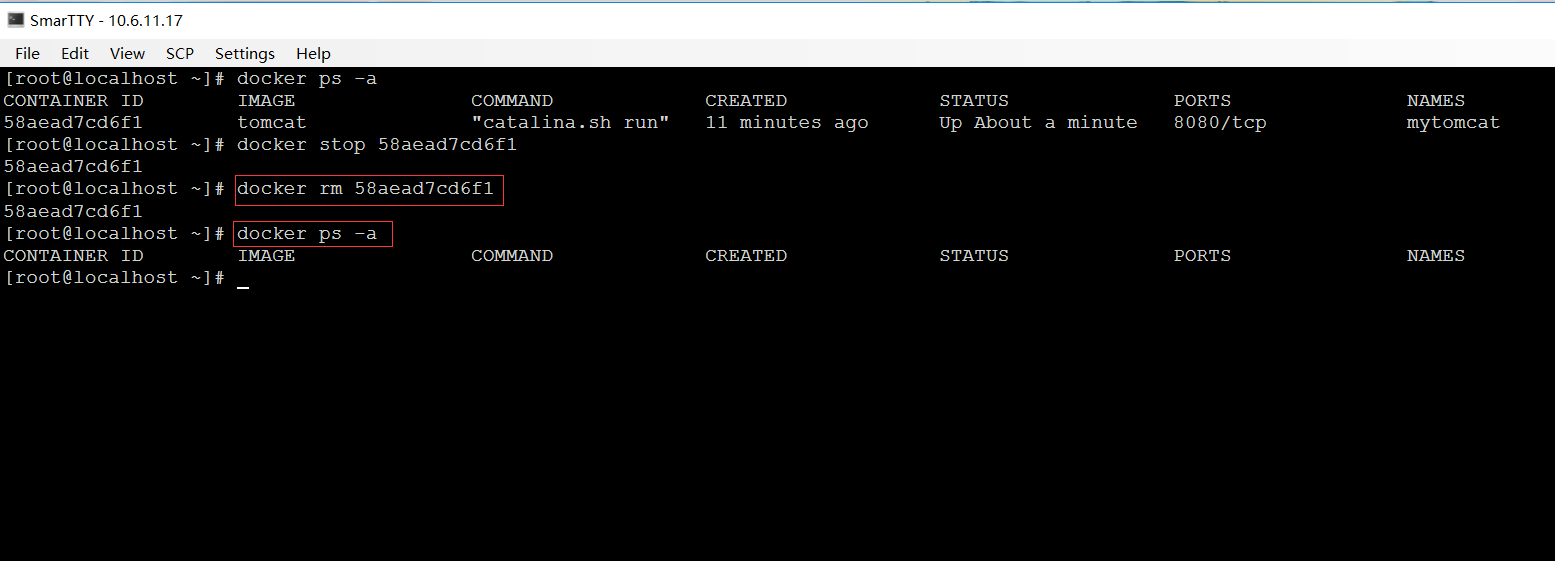 SmarTTY - 10.6.11.17
File Edit View SCP Settings Help
[root@localhost ~]# docker ps -a
CONTAINER ID IMAGE COMMAND CREATED STATUS PORTS NAMES
58aead7cd6f1 tomcat "catalina.sh run" 11 minutes ago Up About a minute 8080/tcp mytomcat
[root@localhost ~]# docker stop 58aead7cd6f1
58aead7cd6f1
[root@localhost ~]# docker rm 58aead7cd6f1
58aead7cd6f1
[root@localhost ~]# docker ps -a
CONTAINER ID IMAGE COMMAND CREATED STATUS PORTS NAMES
[root@localhost ~]# _